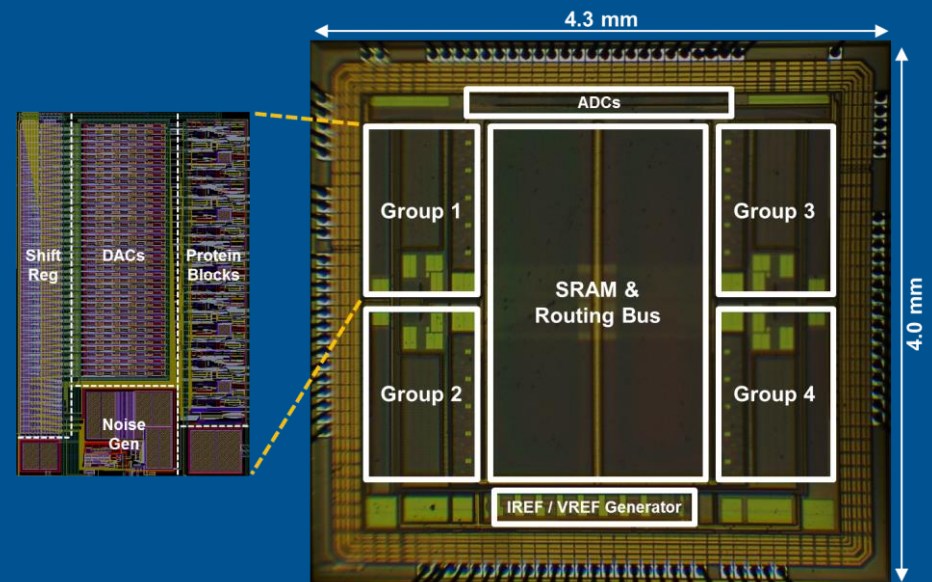 4.3 mm
ADCs
Group 1
Group 3
Shift
Reg
DACs
Protein
Blocks
SRAM &
Routing Bus
4.0 mm
Group 2
Group 4
Noise
Gen
IREF / VREF Generator